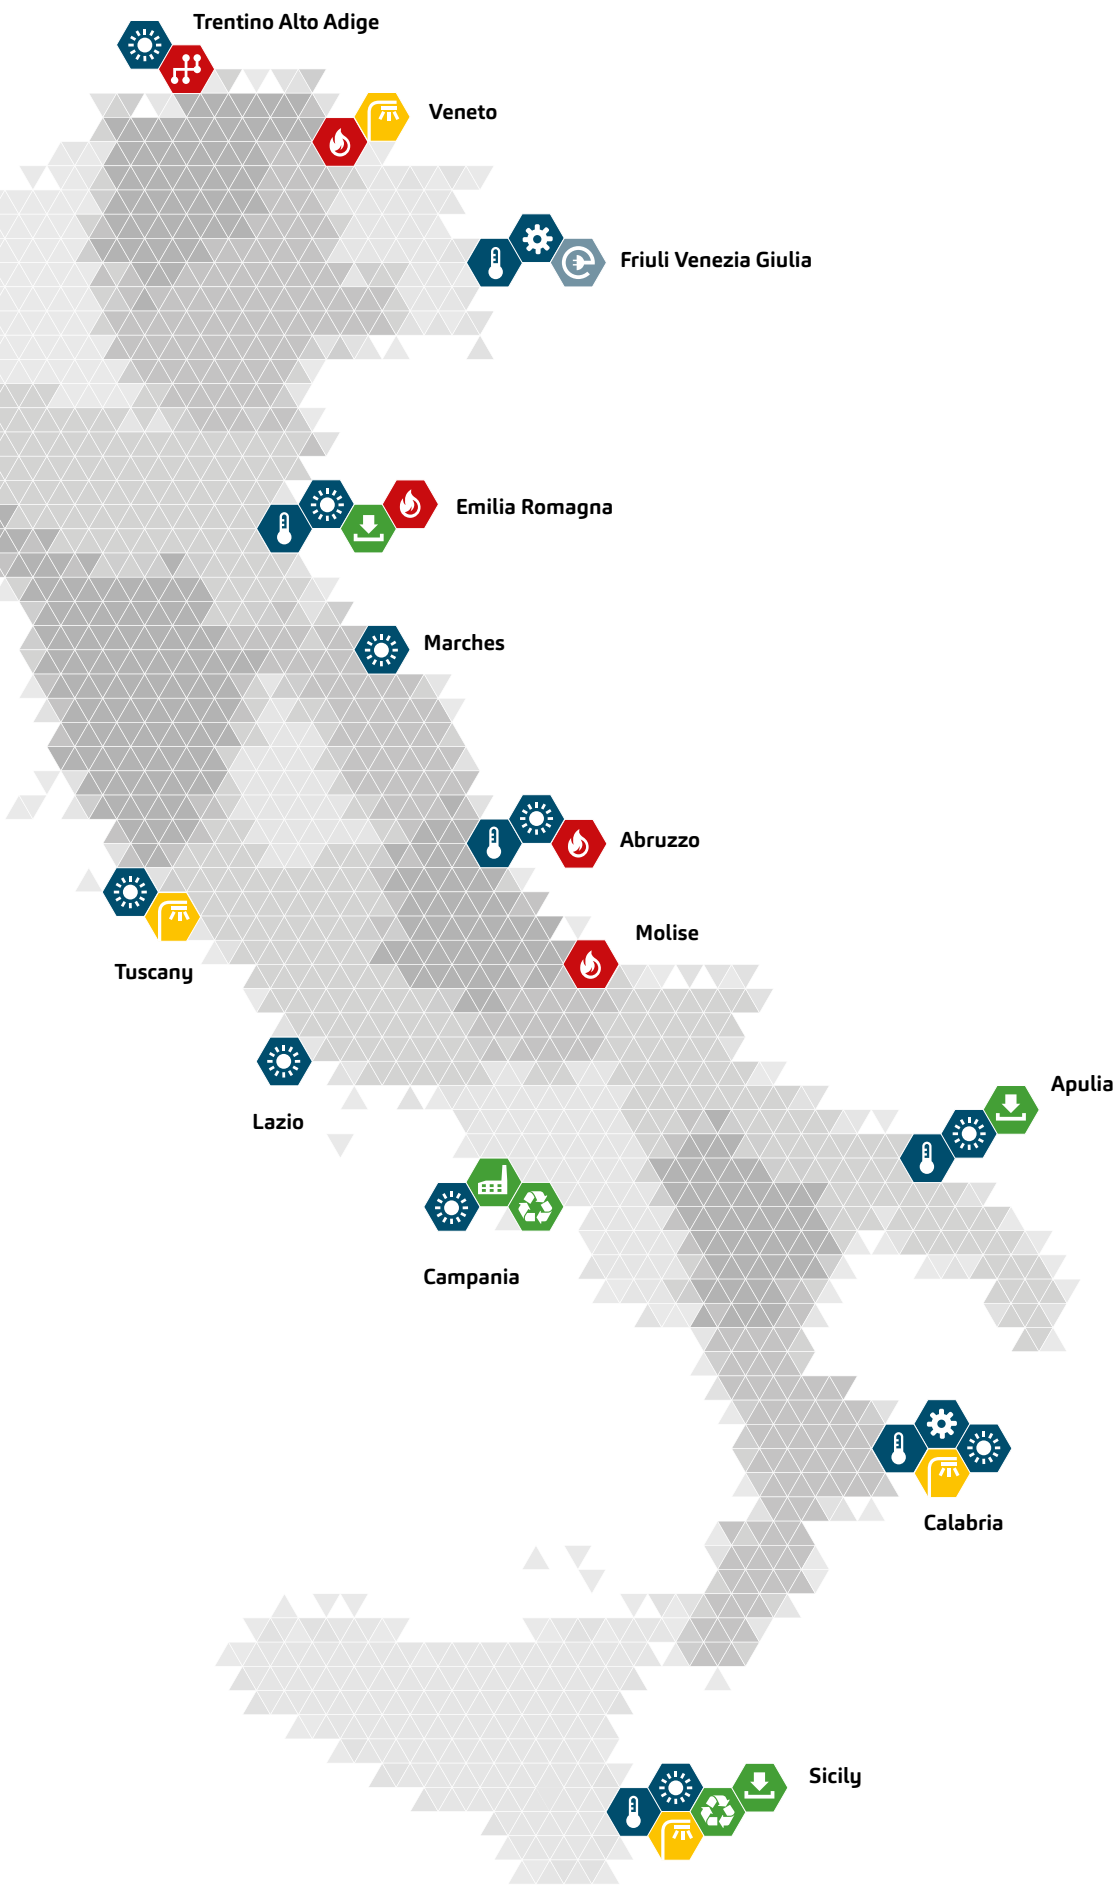 Trentino Alto Adige
Veneto
Friuli Venezia Giulia
Emilia Romagna
Marches
Abruzzo
Molise
Tuscany
Apulia
Lazio
Campania
Calabria
Sicily